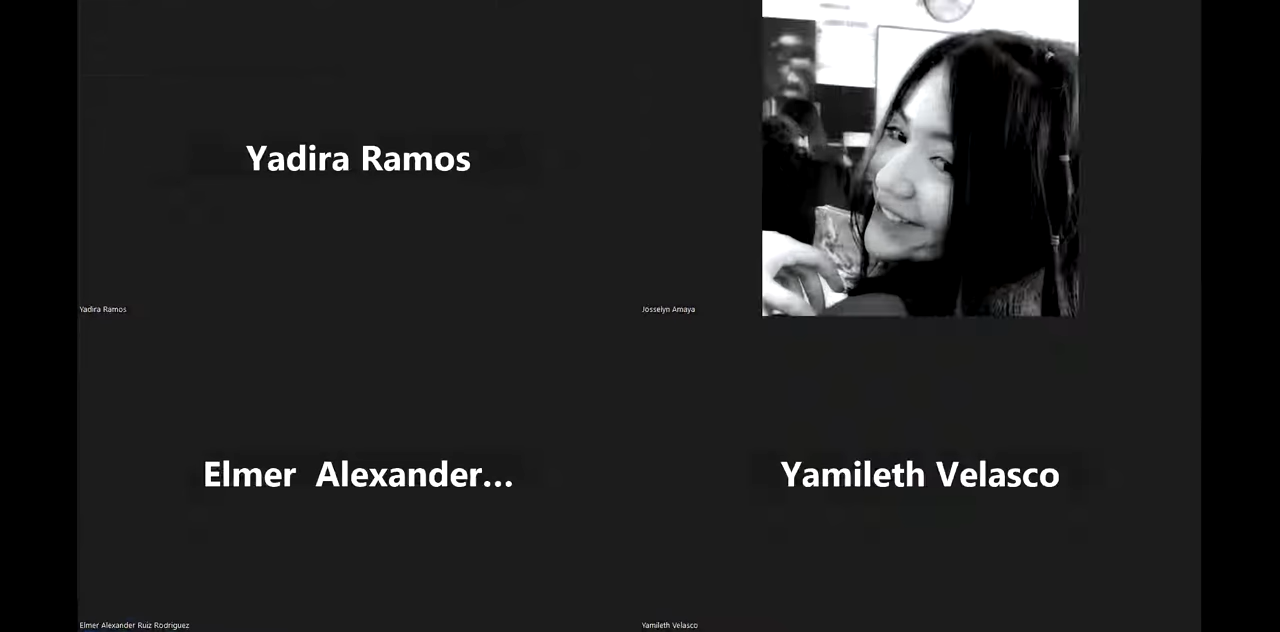 Yadira Ramos
Yadira Ramos
Josselyn Amaya
Elmer  Alexander...
Yamileth Velasco
Elmer Alexander Ruiz Rodriguez
Yamileth Velasco